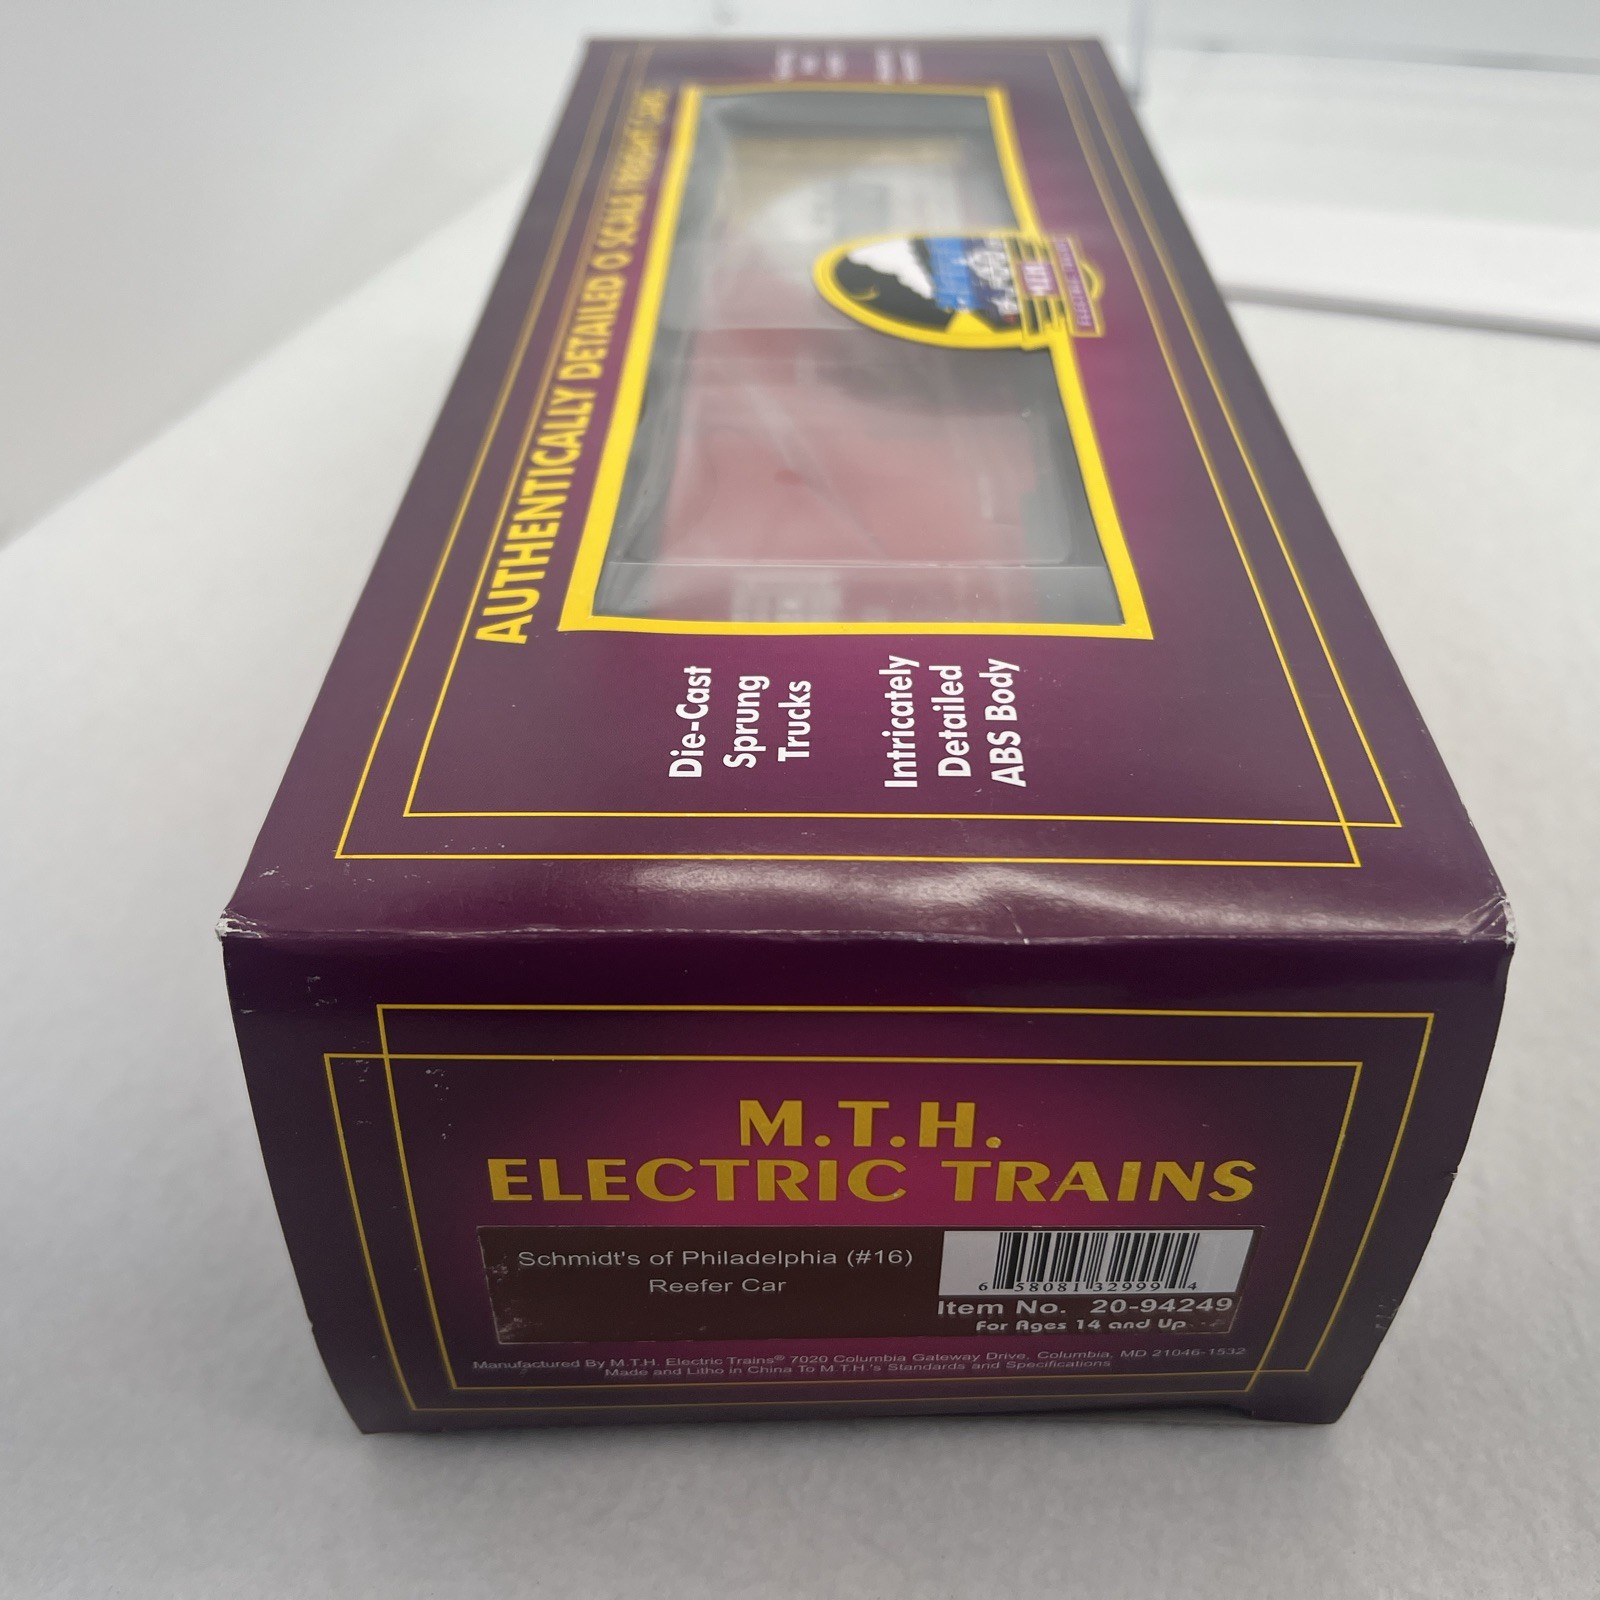 AUTHENTICALLY DETAILED O SCALE FREIGHT CARS
Die-Cast
Sprung
Trucks
Intricately
Detailed
ABS Body
M.T.H.
ELECTRIC TRAINS
Schmidt's of Philadelphia (#16)
Reefer Car
6 58081 32999 4
Item No. 20-94249
For Ages 14 and Up
Manufactured By M.T.H. Electric Trains® 7020 Columbia Gateway Drive, Columbia, MD 21046-1532
Made and Litho in China To M.T.H.'s Standards and Specifications